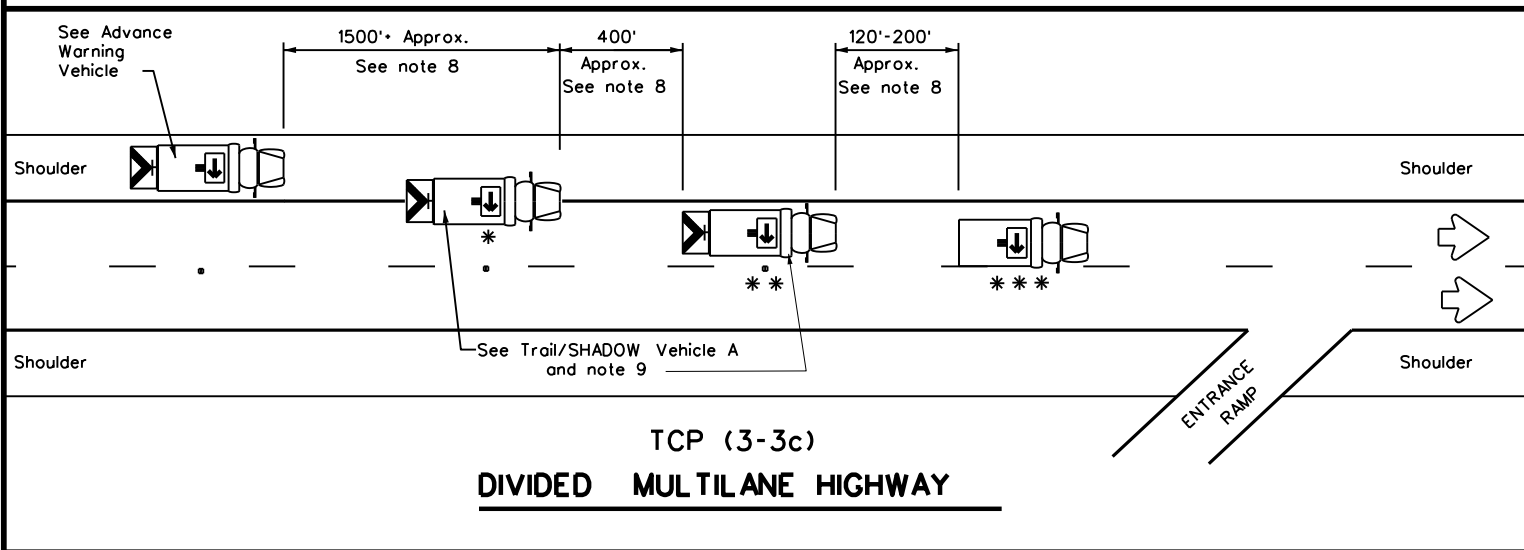 See Advance
Warning
Vehicle
1500'+ Approx.
See note 8
400'
Approx.
See note 8
120'-200'
Approx.
See note 8
Shoulder
Shoulder
*
* *
* * *
See Trail/SHADOW Vehicle A
and note 9
Shoulder
Shoulder
ENTRANCE
RAMP
TCP (3-3c)
DIVIDED MULTILANE HIGHWAY